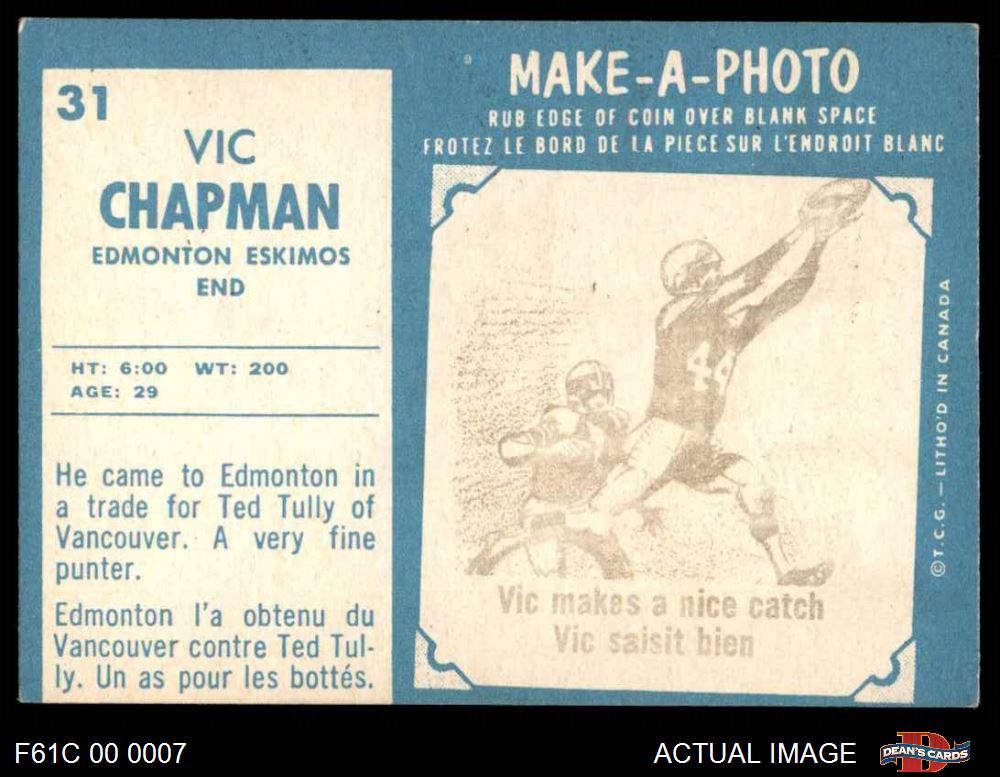 31
VIC
CHAPMAN
EDMONTON ESKIMOS
END
HT: 6:00 WT: 200
AGE: 29
He came to Edmonton in
a trade for Ted Tully of
Vancouver. A very fine
punter.
Edmonton l'a obtenu du
Vancouver contre Ted Tul-
ly. Un as pour les bottés.
MAKE-A-PHOTO
RUB EDGE OF COIN OVER BLANK SPACE
FROTEZ LE BORD DE LA PIECE SUR L'ENDROIT BLANC
44
Vic makes a nice catch
Vic saisit bien
©T.C.G. — LITHO'D IN CANADA
F61C 00 0007
ACTUAL IMAGE
DEAN'S CARDS